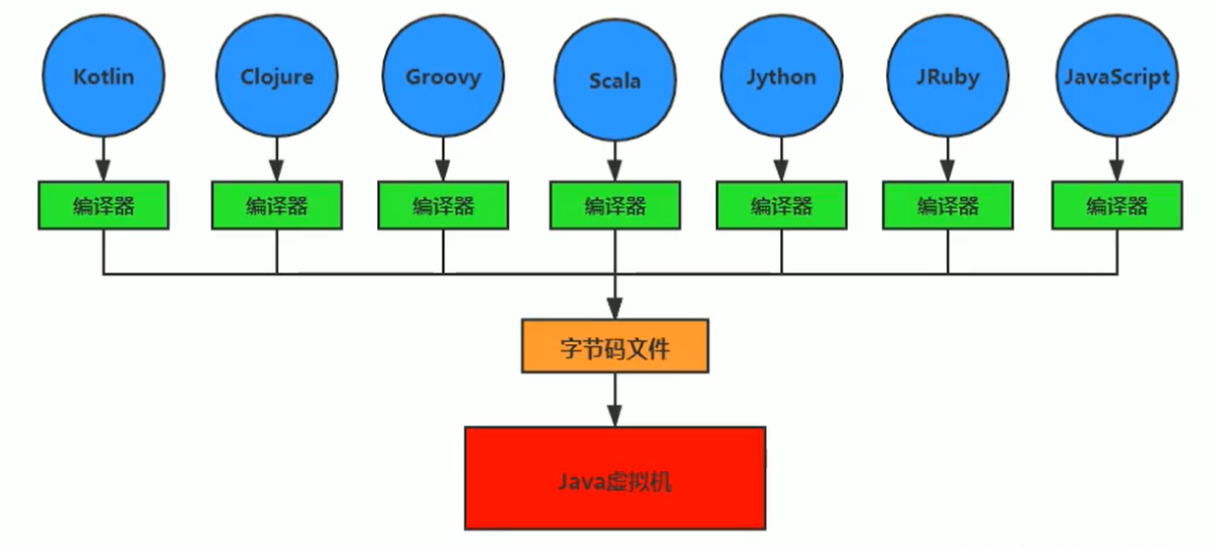 Kotlin
Clojure
Groovy
Scala
Jython
JRuby
JavaScript
编译器
编译器
编译器
编译器
编译器
编译器
编译器
字节码文件
Java虚拟机